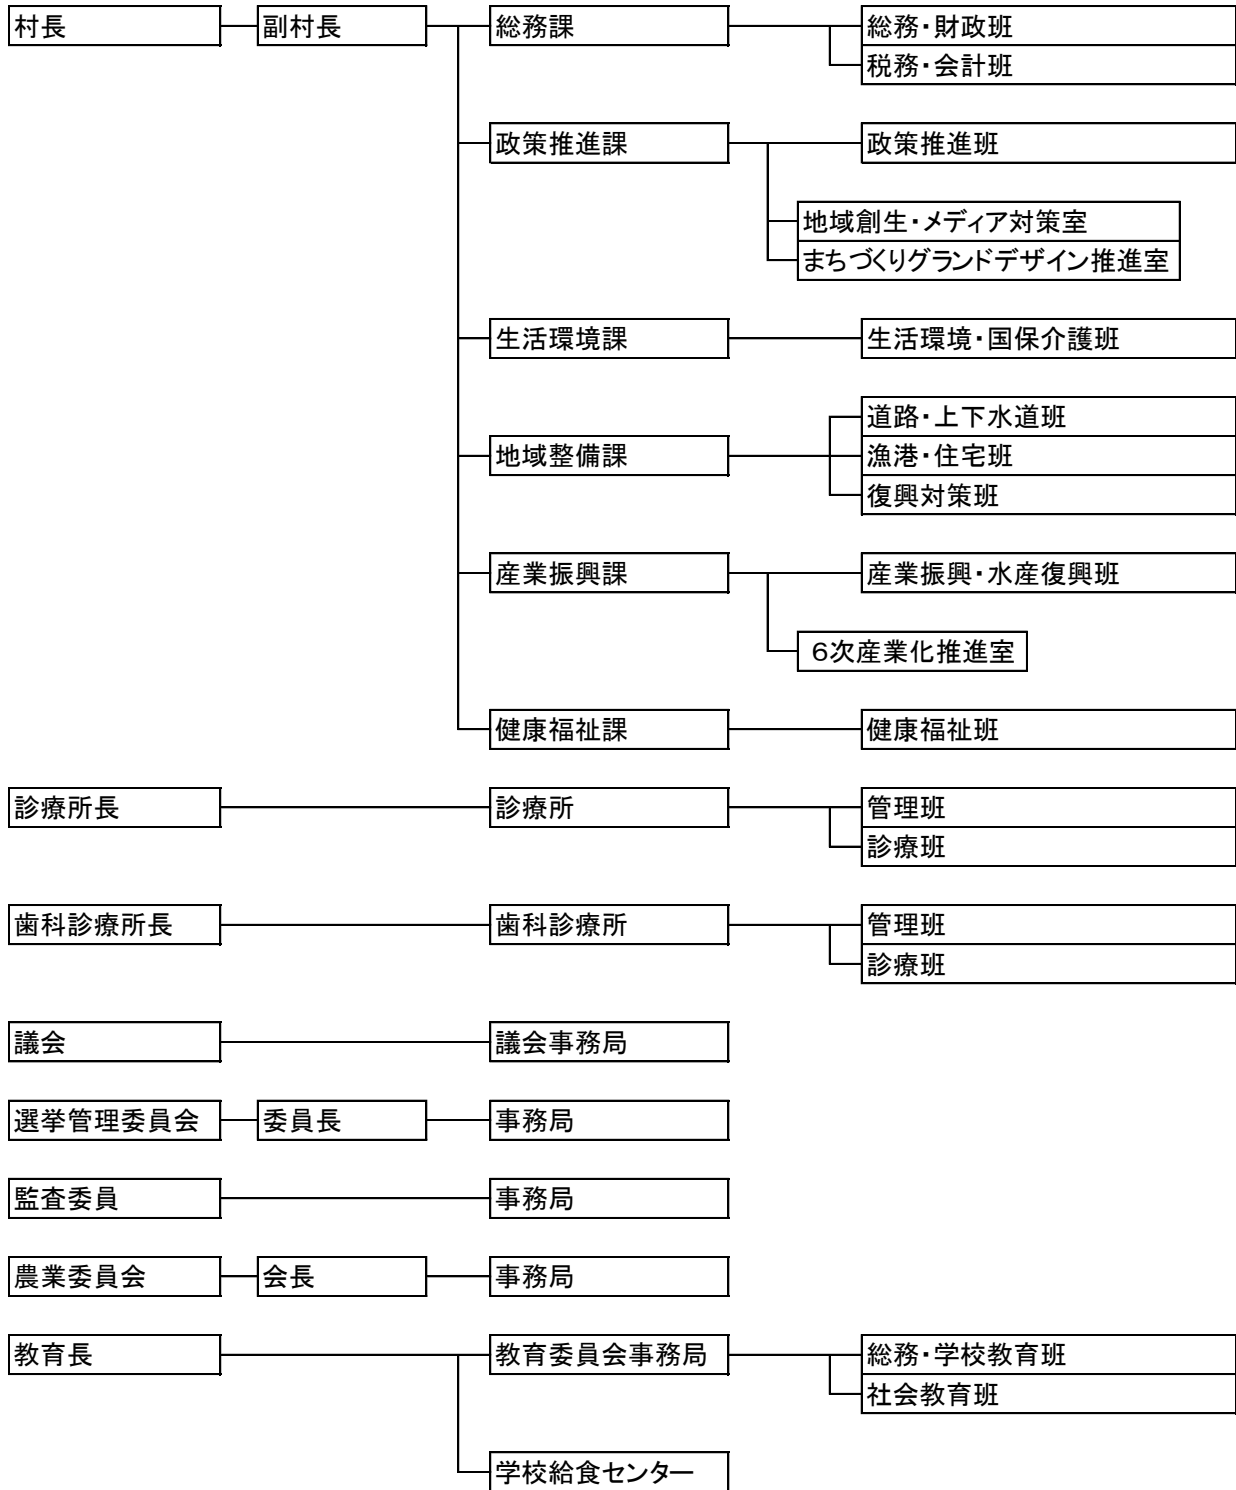 村長 副村長 総務課 総務・財政班
税務・会計班
政策推進課 政策推進班
地域創生・メディア対策室
まちづくりグランドデザイン推進室
生活環境課 生活環境・国保介護班
道路・上下水道班
地域整備課 漁港・住宅班
復興対策班
産業振興課 産業振興・水産復興班
6次産業化推進室
健康福祉課 健康福祉班
診療所長 診療所 管理班
診療班
歯科診療所長 歯科診療所 管理班
診療班
議会 議会事務局
選挙管理委員会 委員長 事務局
監査委員 事務局
農業委員会 会長 事務局
教育長 教育委員会事務局 総務・学校教育班
社会教育班
学校給食センター